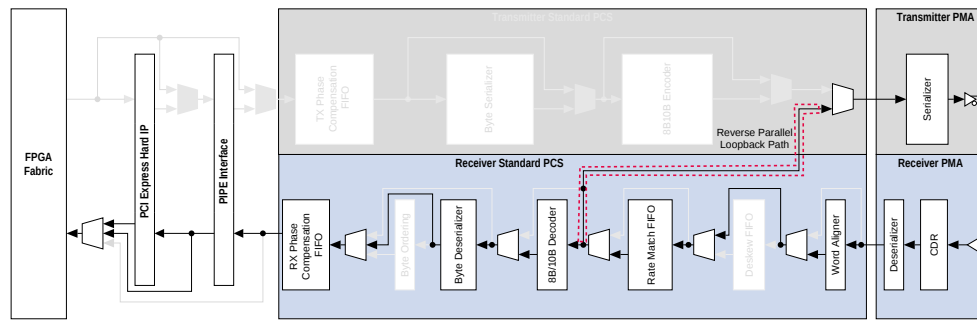 Transmitter Standard PCS
Transmitter PMA
TX Phase
Compensation
FIFO
Byte Serializer
8B10B Encoder
Serializer
Reverse Parallel
Loopback Path
FPGA
Fabric
PCI Express Hard IP
PIPE Interface
Receiver Standard PCS
Receiver PMA
RX Phase
Compensation
FIFO
Byte Ordering
Byte Deserializer
8B/10B Decoder
Rate Match FIFO
Deskew FIFO
Word Aligner
Deserializer
CDR